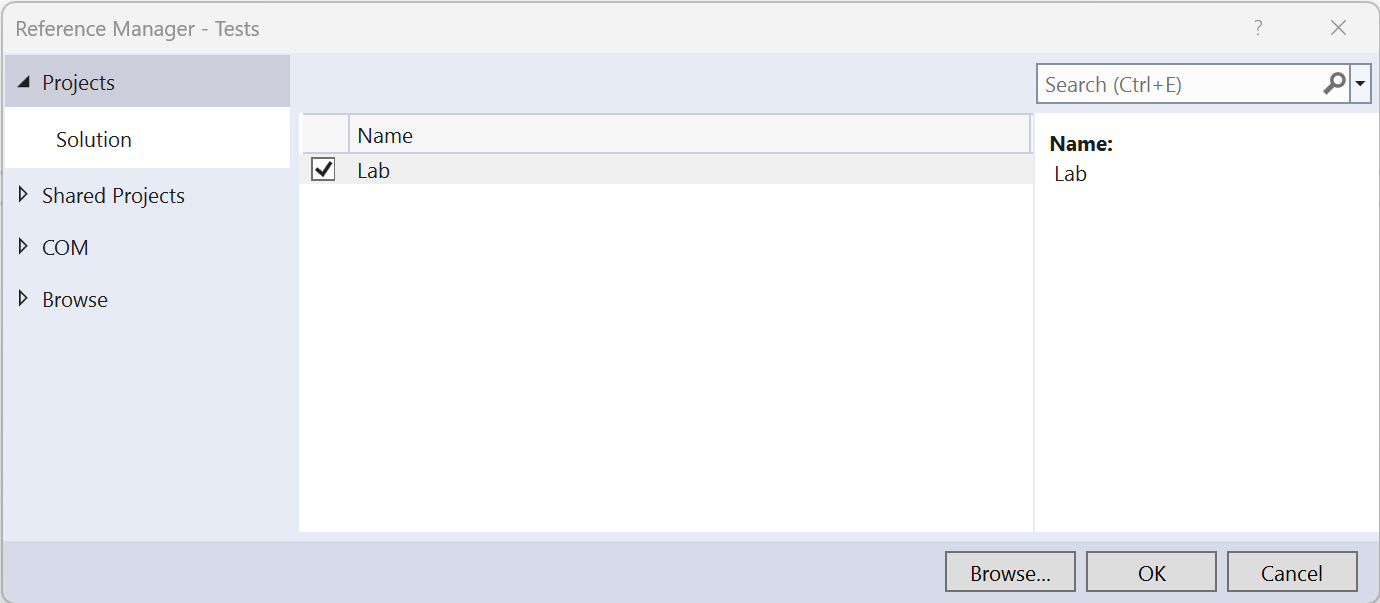 Reference Manager - Tests
?
Projects
Solution
Shared Projects
COM
Browse
Search (Ctrl+E)
Name
Lab
Name:
Lab
Browse...
OK
Cancel